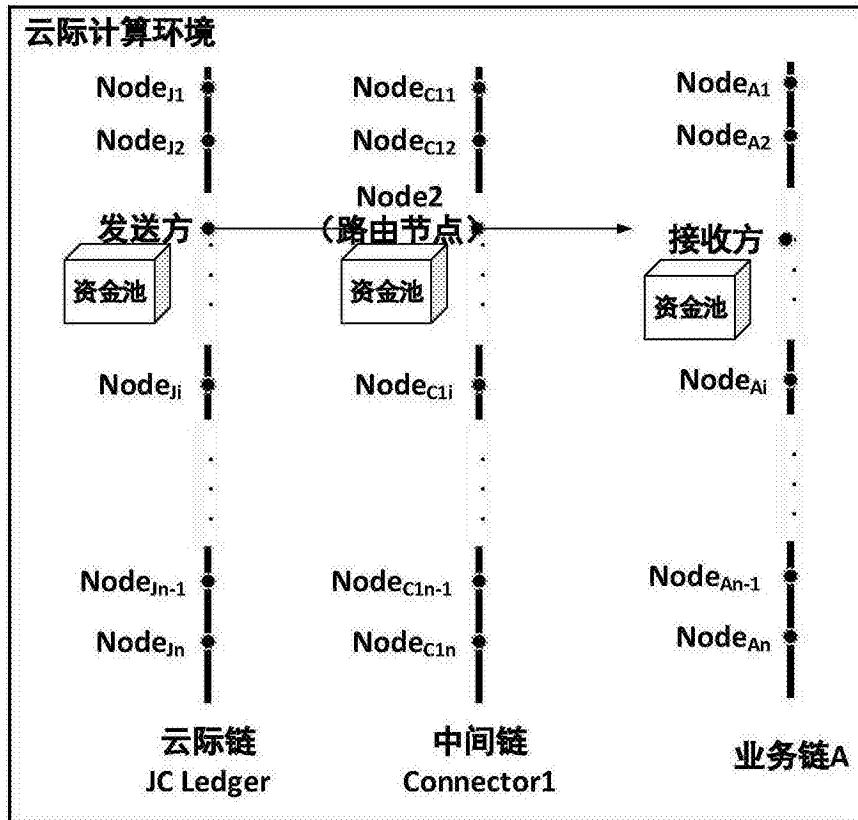 云际计算环境
NodeJ1 NodeC11 NodeA1
NodeJ2 NodeC12 NodeA2
Node2
发送方 （路由节点） 接收方
资金池 资金池 资金池
NodeJi NodeC1i NodeAi
NodeJn-1 NodeC1n-1 NodeAn-1
NodeJn NodeC1n NodeAn
云际链 中间链 业务链A
JC Ledger Connector1